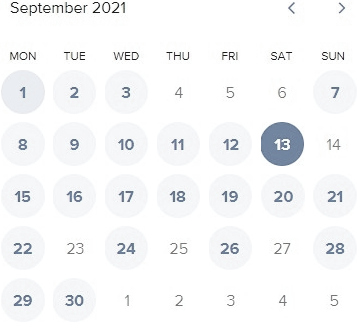 September 2021
MON TUE WED THU FRI SAT SUN
1 2 3 4 5 6 7
8 9 10 11 12 13 14
15 16 17 18 19 20 21
22 23 24 25 26 27 28
29 30 1 2 3 4 5